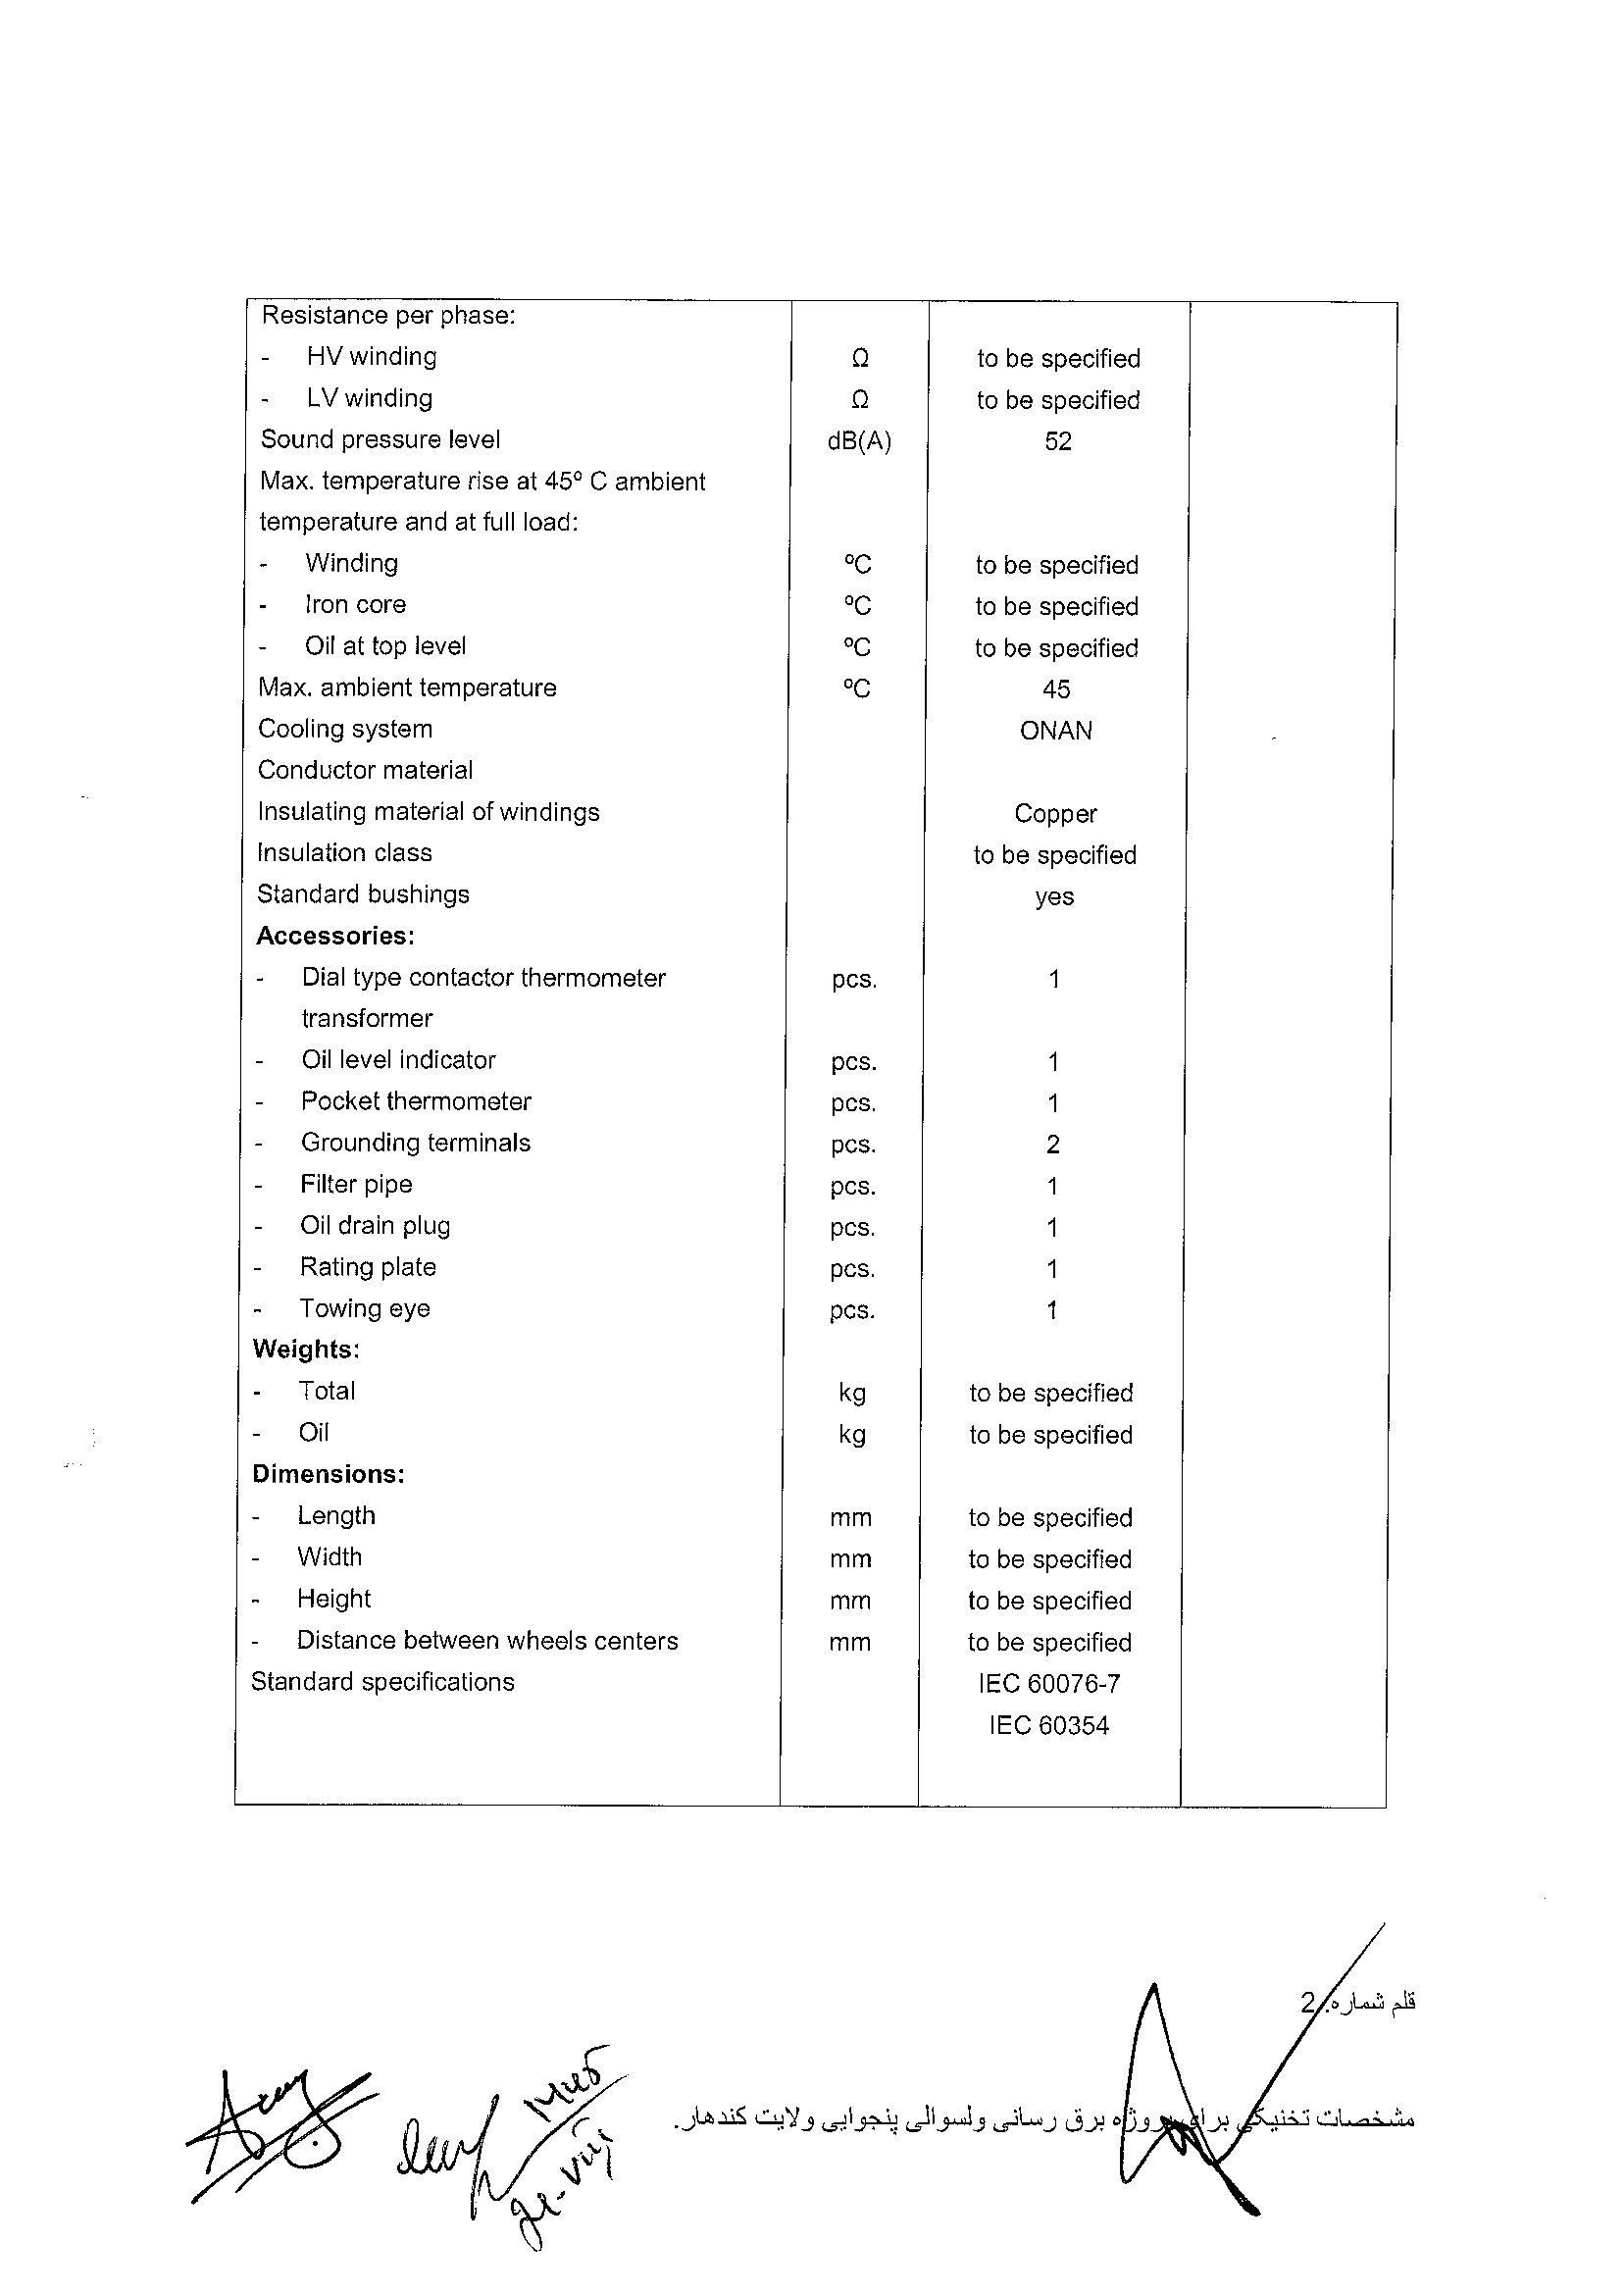 Resistance per phase:
- HV winding Ω to be specified
- LV winding Ω to be specified
Sound pressure level dB(A) 52
Max. temperature rise at 45º C ambient
temperature and at full load:
- Winding ºC to be specified
- Iron core ºC to be specified
- Oil at top level ºC to be specified
Max. ambient temperature ºC 45
Cooling system ONAN
Conductor material
Insulating material of windings Copper
Insulation class to be specified
Standard bushings yes
Accessories:
- Dial type contactor thermometer pcs. 1
transformer
- Oil level indicator pcs. 1
- Pocket thermometer pcs. 1
- Grounding terminals pcs. 2
- Filter pipe pcs. 1
- Oil drain plug pcs. 1
- Rating plate pcs. 1
- Towing eye pcs. 1
Weights:
- Total kg to be specified
- Oil kg to be specified
Dimensions:
- Length mm to be specified
- Width mm to be specified
- Height mm to be specified
- Distance between wheels centers mm to be specified
Standard specifications IEC 60076-7
IEC 60354
قلم شماره. 2
مشخصات تخنیکی برای پروژه برق رسانی ولسوالی پنجوایی ولایت کندهار.